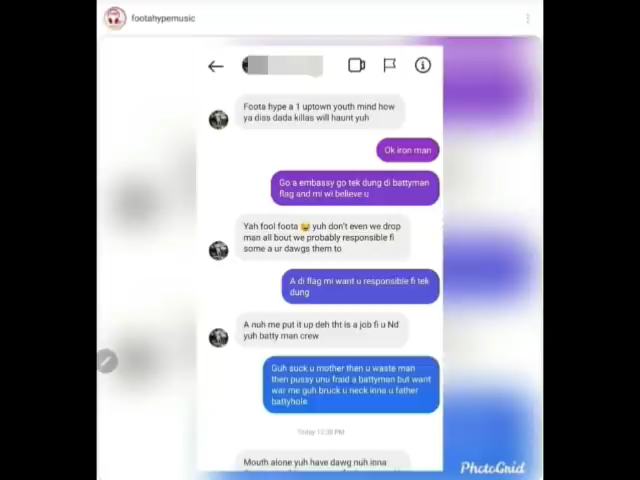 footahypemusic
Foota hype a 1 uptown youth mind how
ya diss dada killas will haunt yuh
Ok iron man
Go a embassy go tek dung di battyman
flag and mi wi believe u
Yah fool foota 😂 yuh don't even we drop
man all bout we probably responsible fi
some a ur dawgs them to
A di flag mi want u responsible fi tek
dung
A nuh me put it up deh tht is a job fi u Nd
yuh batty man crew
Guh suck u mother then u waste man
then pussy unu fraid a battyman but want
war me guh bruck u neck inna u father
battyhole
Today 12:38 PM
Mouth alone yuh have dawg nuh inna
PhotoGrid